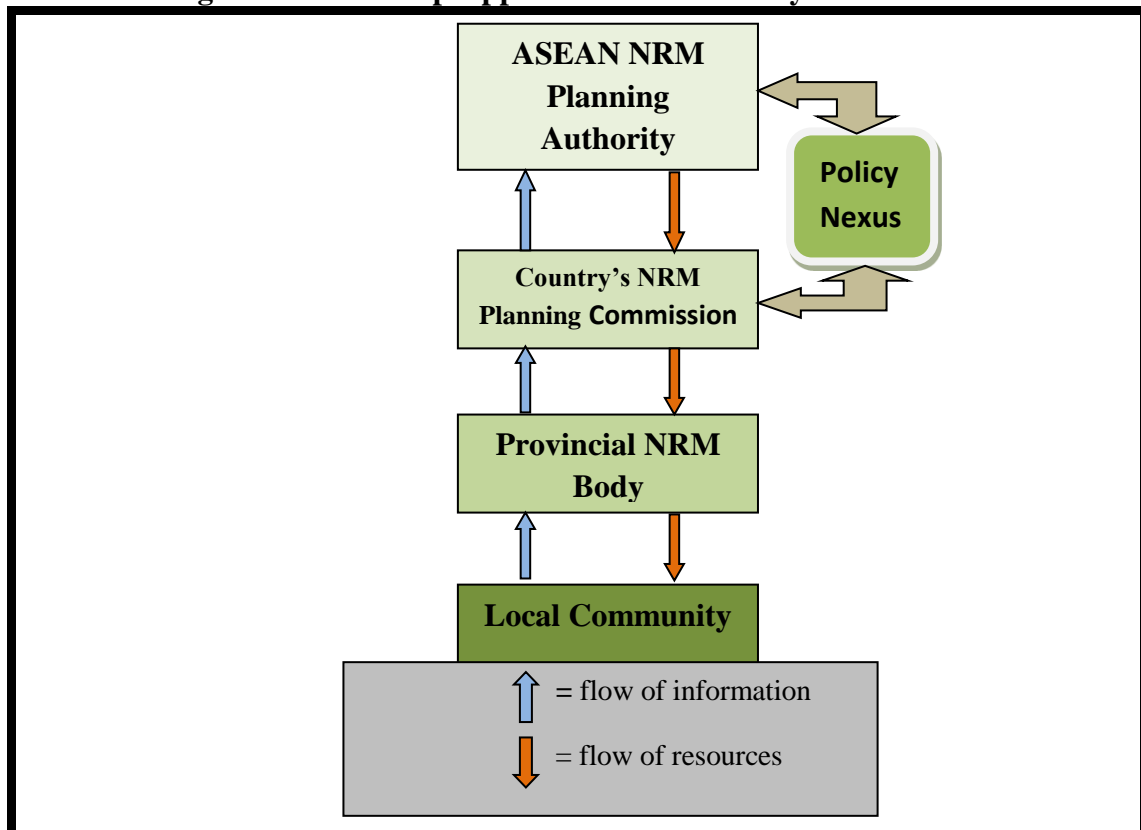 ASEAN NRM
Planning
Authority
Policy
Nexus
Country’s NRM
Planning Commission
Provincial NRM
Body
Local Community
= flow of information
= flow of resources